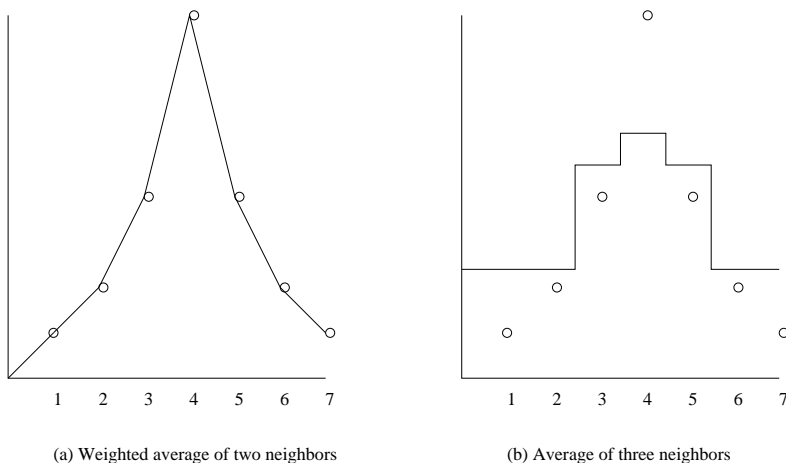 1 2 3 4 5 6 7
(a) Weighted average of two neighbors
1 2 3 4 5 6 7
(b) Average of three neighbors